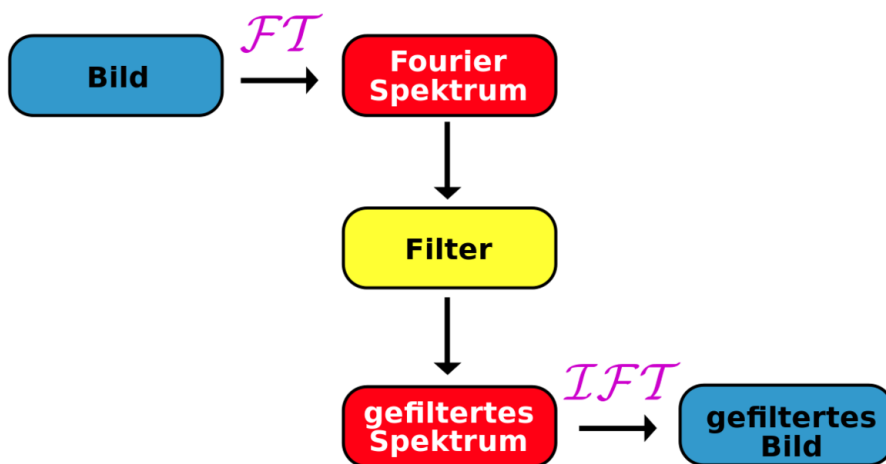 Bild
FT
Fourier
Spektrum
Filter
gefiltertes
Spektrum
IFT
gefiltertes
Bild